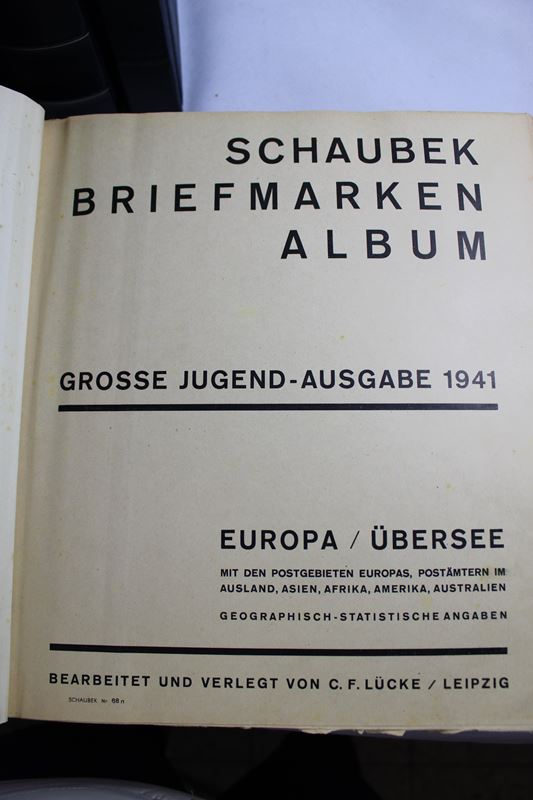 SCHAUBEK
BRIEFMARKEN
ALBUM
GROSSE JUGEND-AUSGABE 1941
EUROPA / ÜBERSEE
MIT DEN POSTGEBIETEN EUROPAS, POSTÄMTERN IM
AUSLAND, ASIEN, AFRIKA, AMERIKA, AUSTRALIEN
GEOGRAPHISCH-STATISTISCHE ANGABEN
BEARBEITET UND VERLEGT VON C. F. LÜCKE / LEIPZIG
SCHAUBEK Nr 68 n